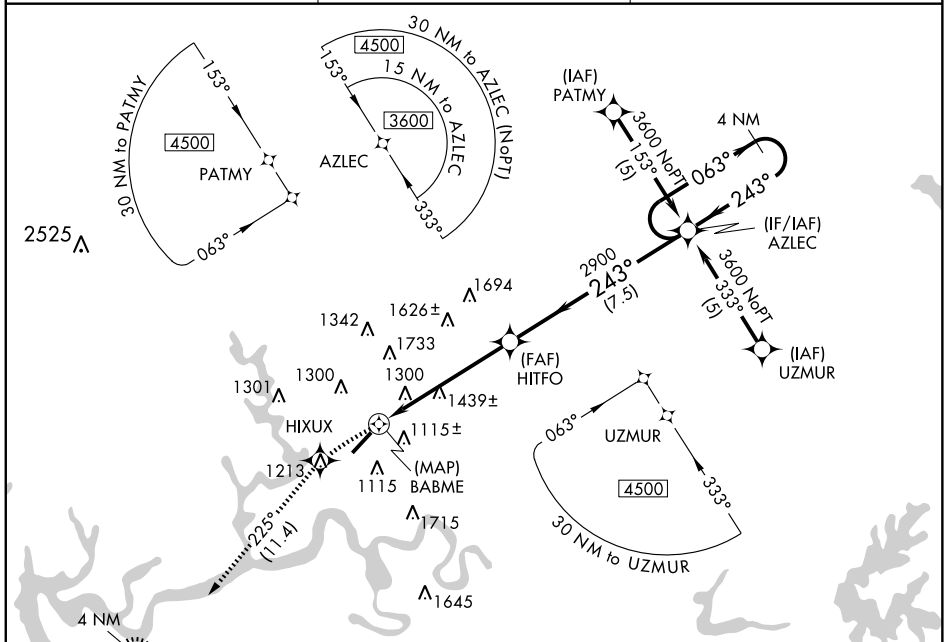 30 NM to PATMY
153°
4500
PATMY
063°
30 NM to AZLEC (NoPT)
4500
153°
15 NM to AZLEC
3600
AZLEC
333°
(IAF)
PATMY
3600 NoPT
153°
(5)
4 NM
063°
243°
(IF/IAF)
AZLEC
3600 NoPT
333°
(5)
(IAF)
UZMUR
2525
2900
243°
(7.5)
1694
1626±
1342
1733
(FAF)
HITFO
1301
1300
1300
1439±
HIXUX
1115±
1213
1115
(MAP)
BABME
1715
225°
(11.4)
1645
063°
UZMUR
4500
333°
30 NM to UZMUR
4 NM